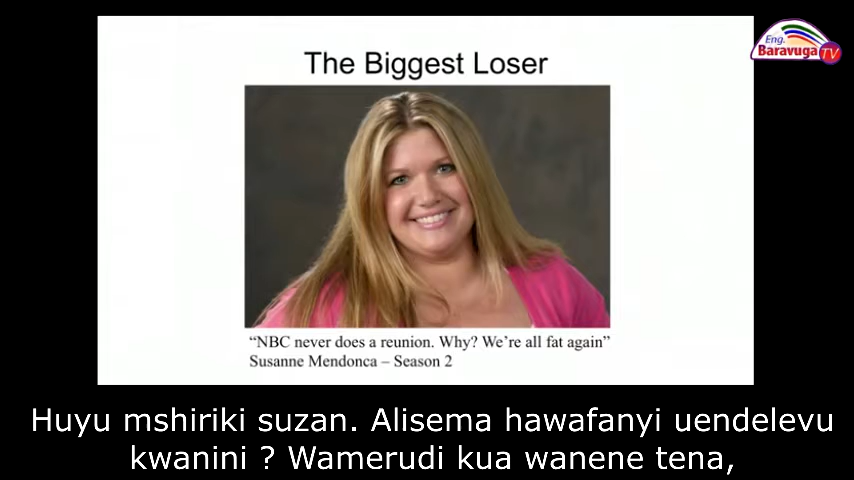 Eng.
Baravuga TV
The Biggest Loser
“NBC never does a reunion. Why? We’re all fat again”
Susanne Mendonca – Season 2
Huyu mshiriki suzan. Alisema hawafanyi uendelevu
kwanini ? Wamerudi kua wanene tena,